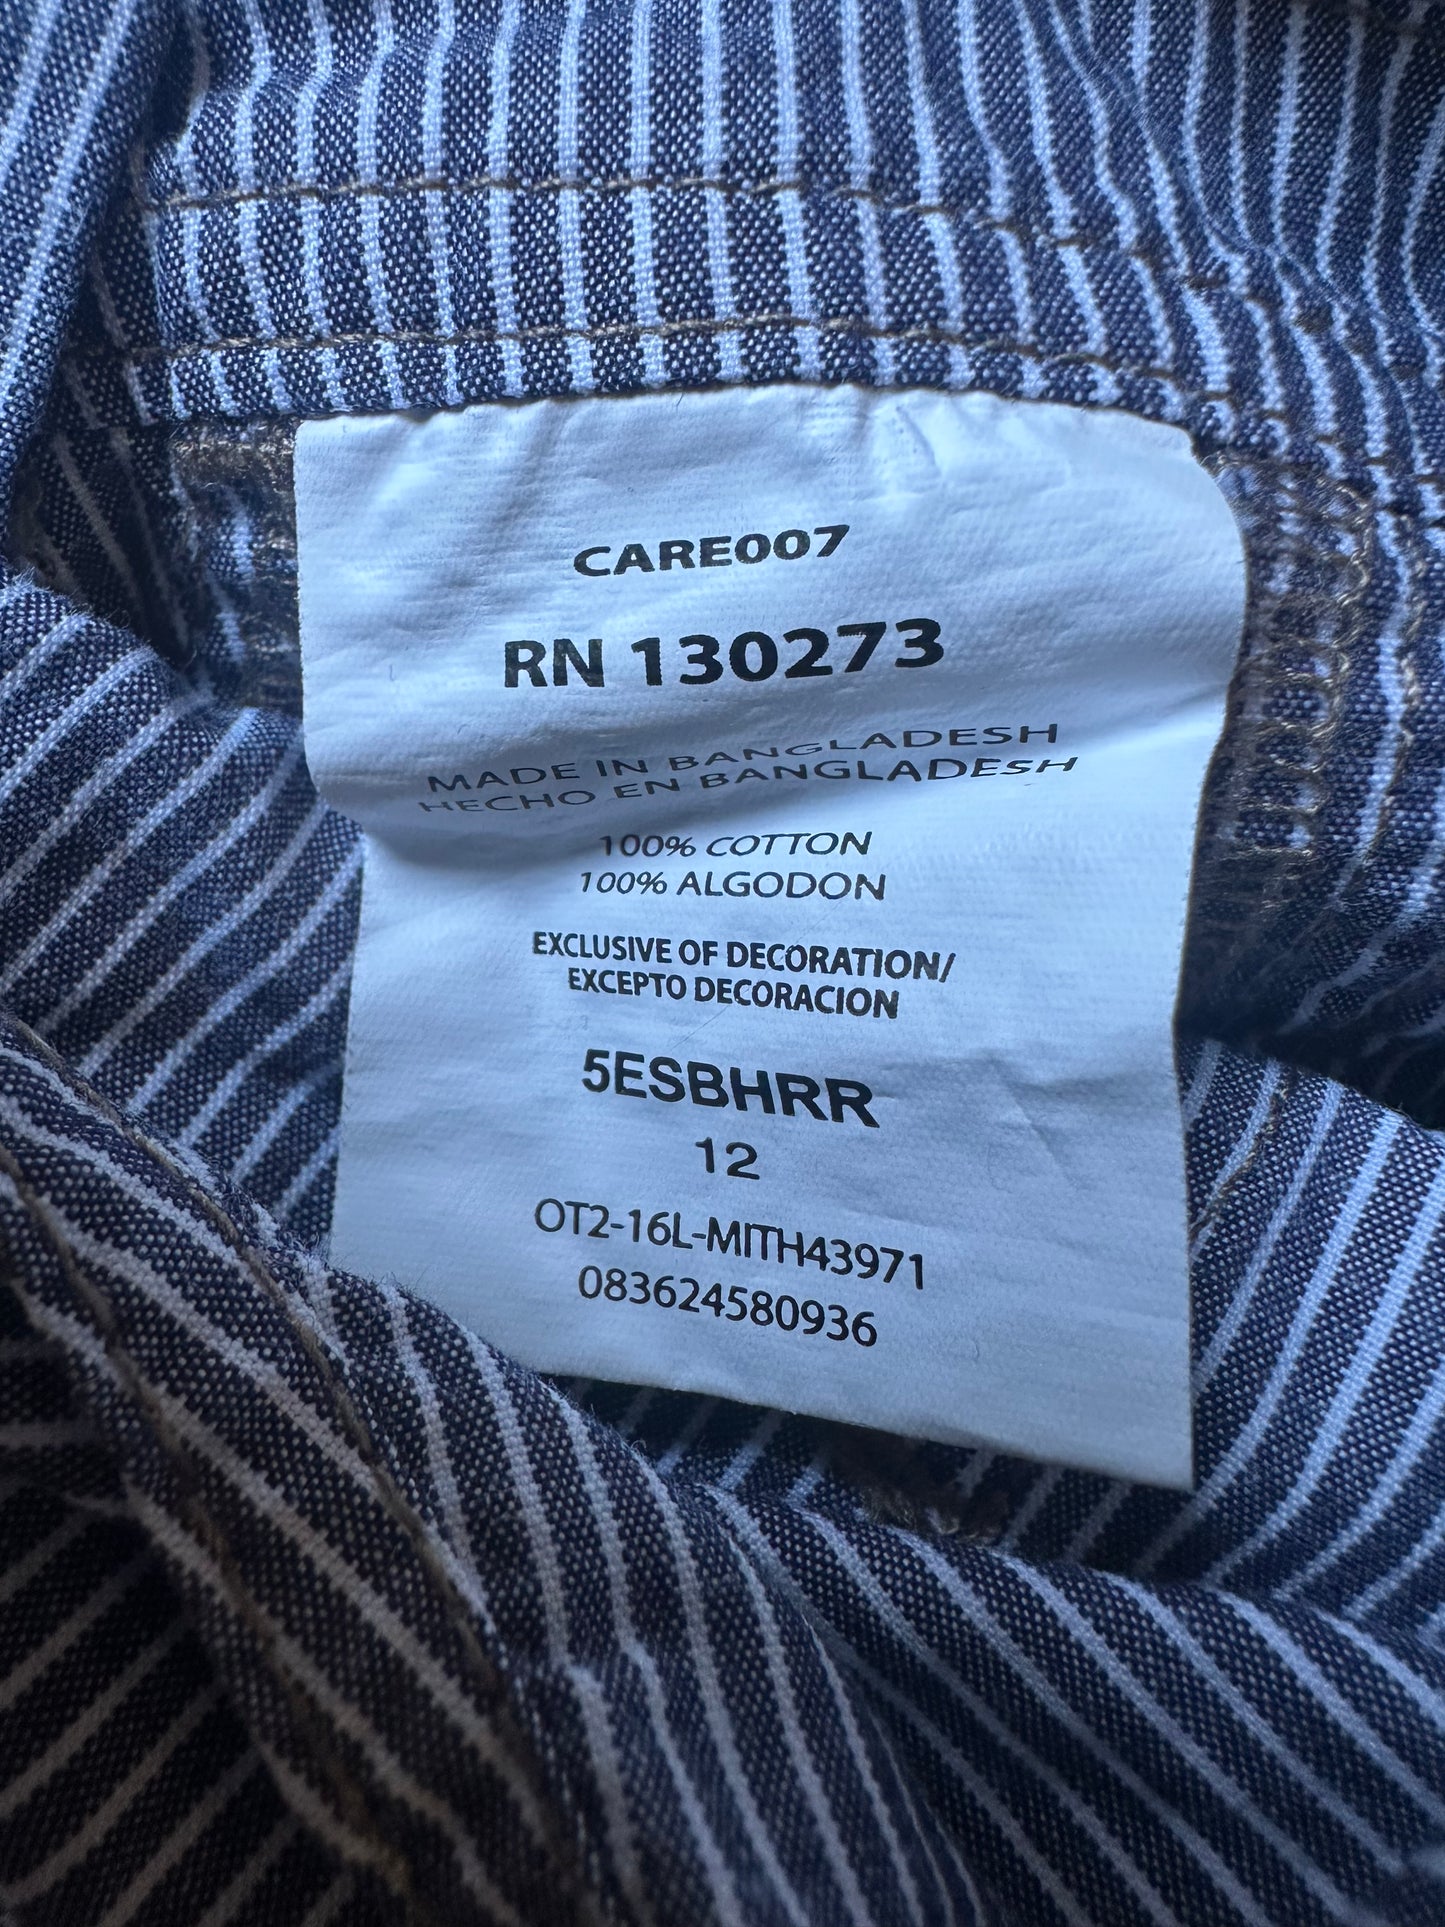 CARE007
RN 130273
MADE IN BANGLADESH
HECHO EN BANGLADESH
100% COTTON
100% ALGODON
EXCLUSIVE OF DECORATION/
EXCEPTO DECORACION
5ESBHRR
12
OT2-16L-MITH43971
083624580936